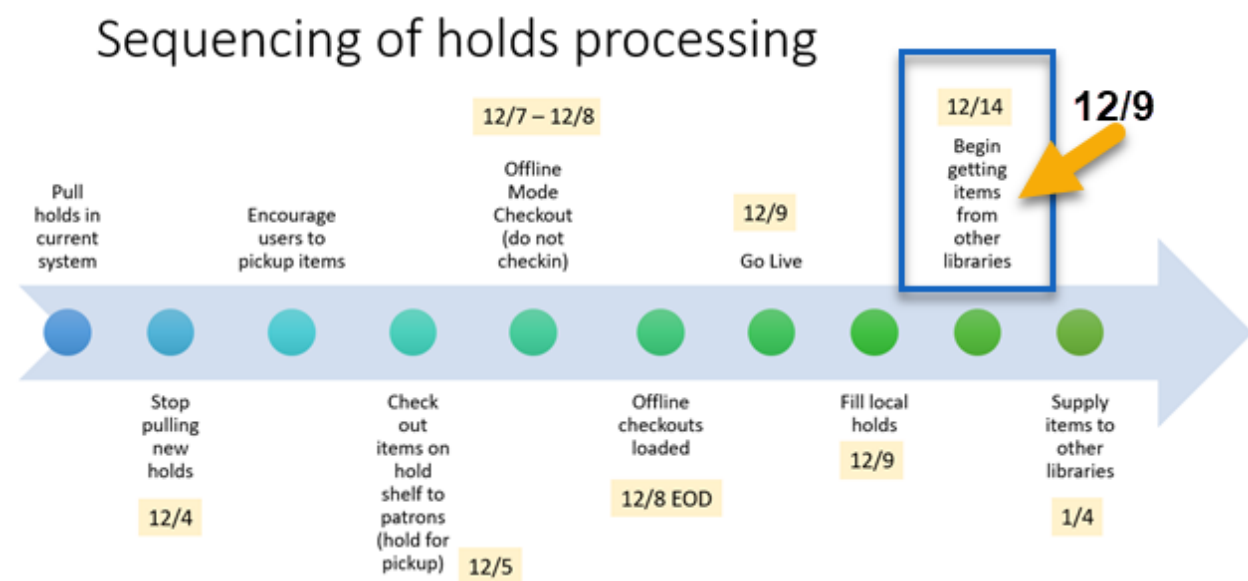 Sequencing of holds processing
Pull
holds in
current
system
Stop
pulling
new
holds
12/4
Encourage
users to
pickup items
Check
out
items on
hold
shelf to
patrons
(hold for
pickup)
12/5
12/7 – 12/8
Offline
Mode
Checkout
(do not
checkin)
Offline
checkouts
loaded
12/8 EOD
12/9
Go Live
Fill local
holds
12/9
12/14
12/9
Begin
getting
items
from
other
libraries
Supply
items to
other
libraries
1/4